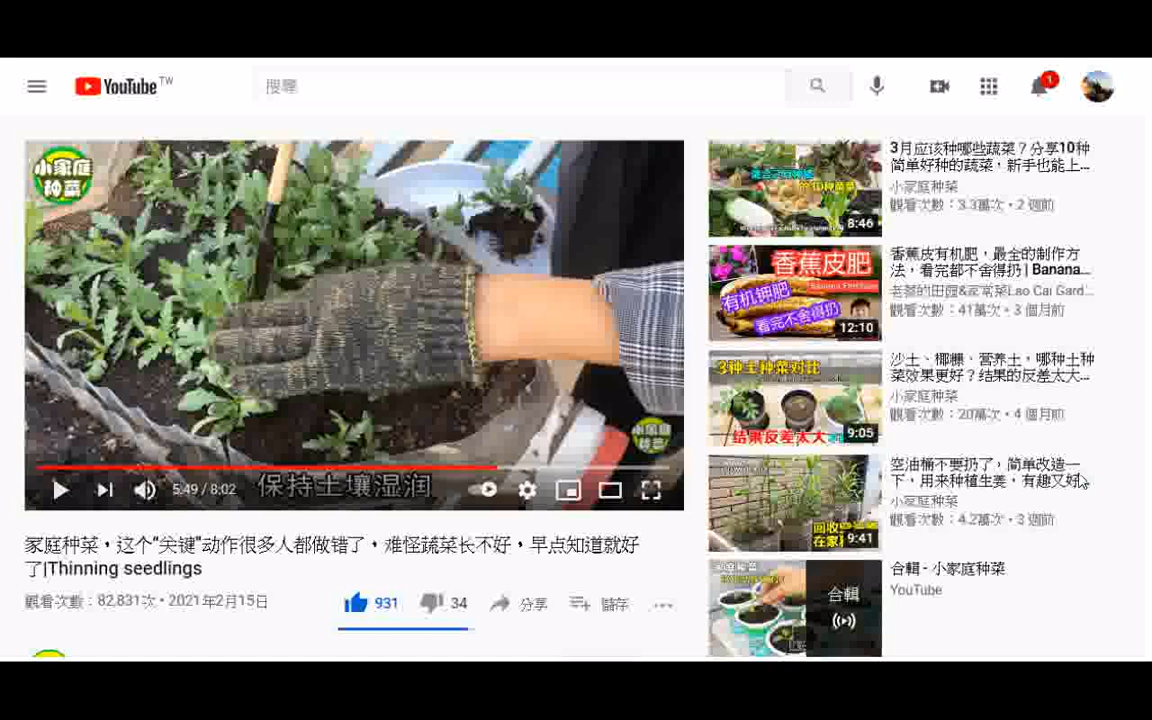 YouTube TW
搜尋
1
小家庭
种菜
保持土壤湿润
5:49 / 8:02
家庭种菜，这个“关键”动作很多人都做错了，难怪蔬菜长不好，早点知道就好
了|Thinning seedlings
觀看次數：82,831次 • 2021年2月15日
931
34
分享
儲存
8:46
3月应该种哪些蔬菜？分享10种
简单好种的蔬菜，新手也能上...
小家庭种菜
觀看次數：3.3萬次 • 2 週前
香蕉皮肥
有机钾肥
看完不舍得扔
12:10
香蕉皮有机肥，最全的制作方
法，看完都不舍得扔 | Banana...
老蔡的田园&家常菜Lao Cai Gard...
觀看次數：41萬次 • 3 個月前
3种土种菜对比
结果反差太大
9:05
沙土、椰糠、营养土，哪种土种
菜效果更好？结果的反差太大...
小家庭种菜
觀看次數：20萬次 • 4 個月前
9:41
空油桶不要扔了，简单改造一
下，用来种植生姜，有趣又好...
小家庭种菜
觀看次數：4.2萬次 • 3 週前
合輯
合輯 - 小家庭种菜
YouTube